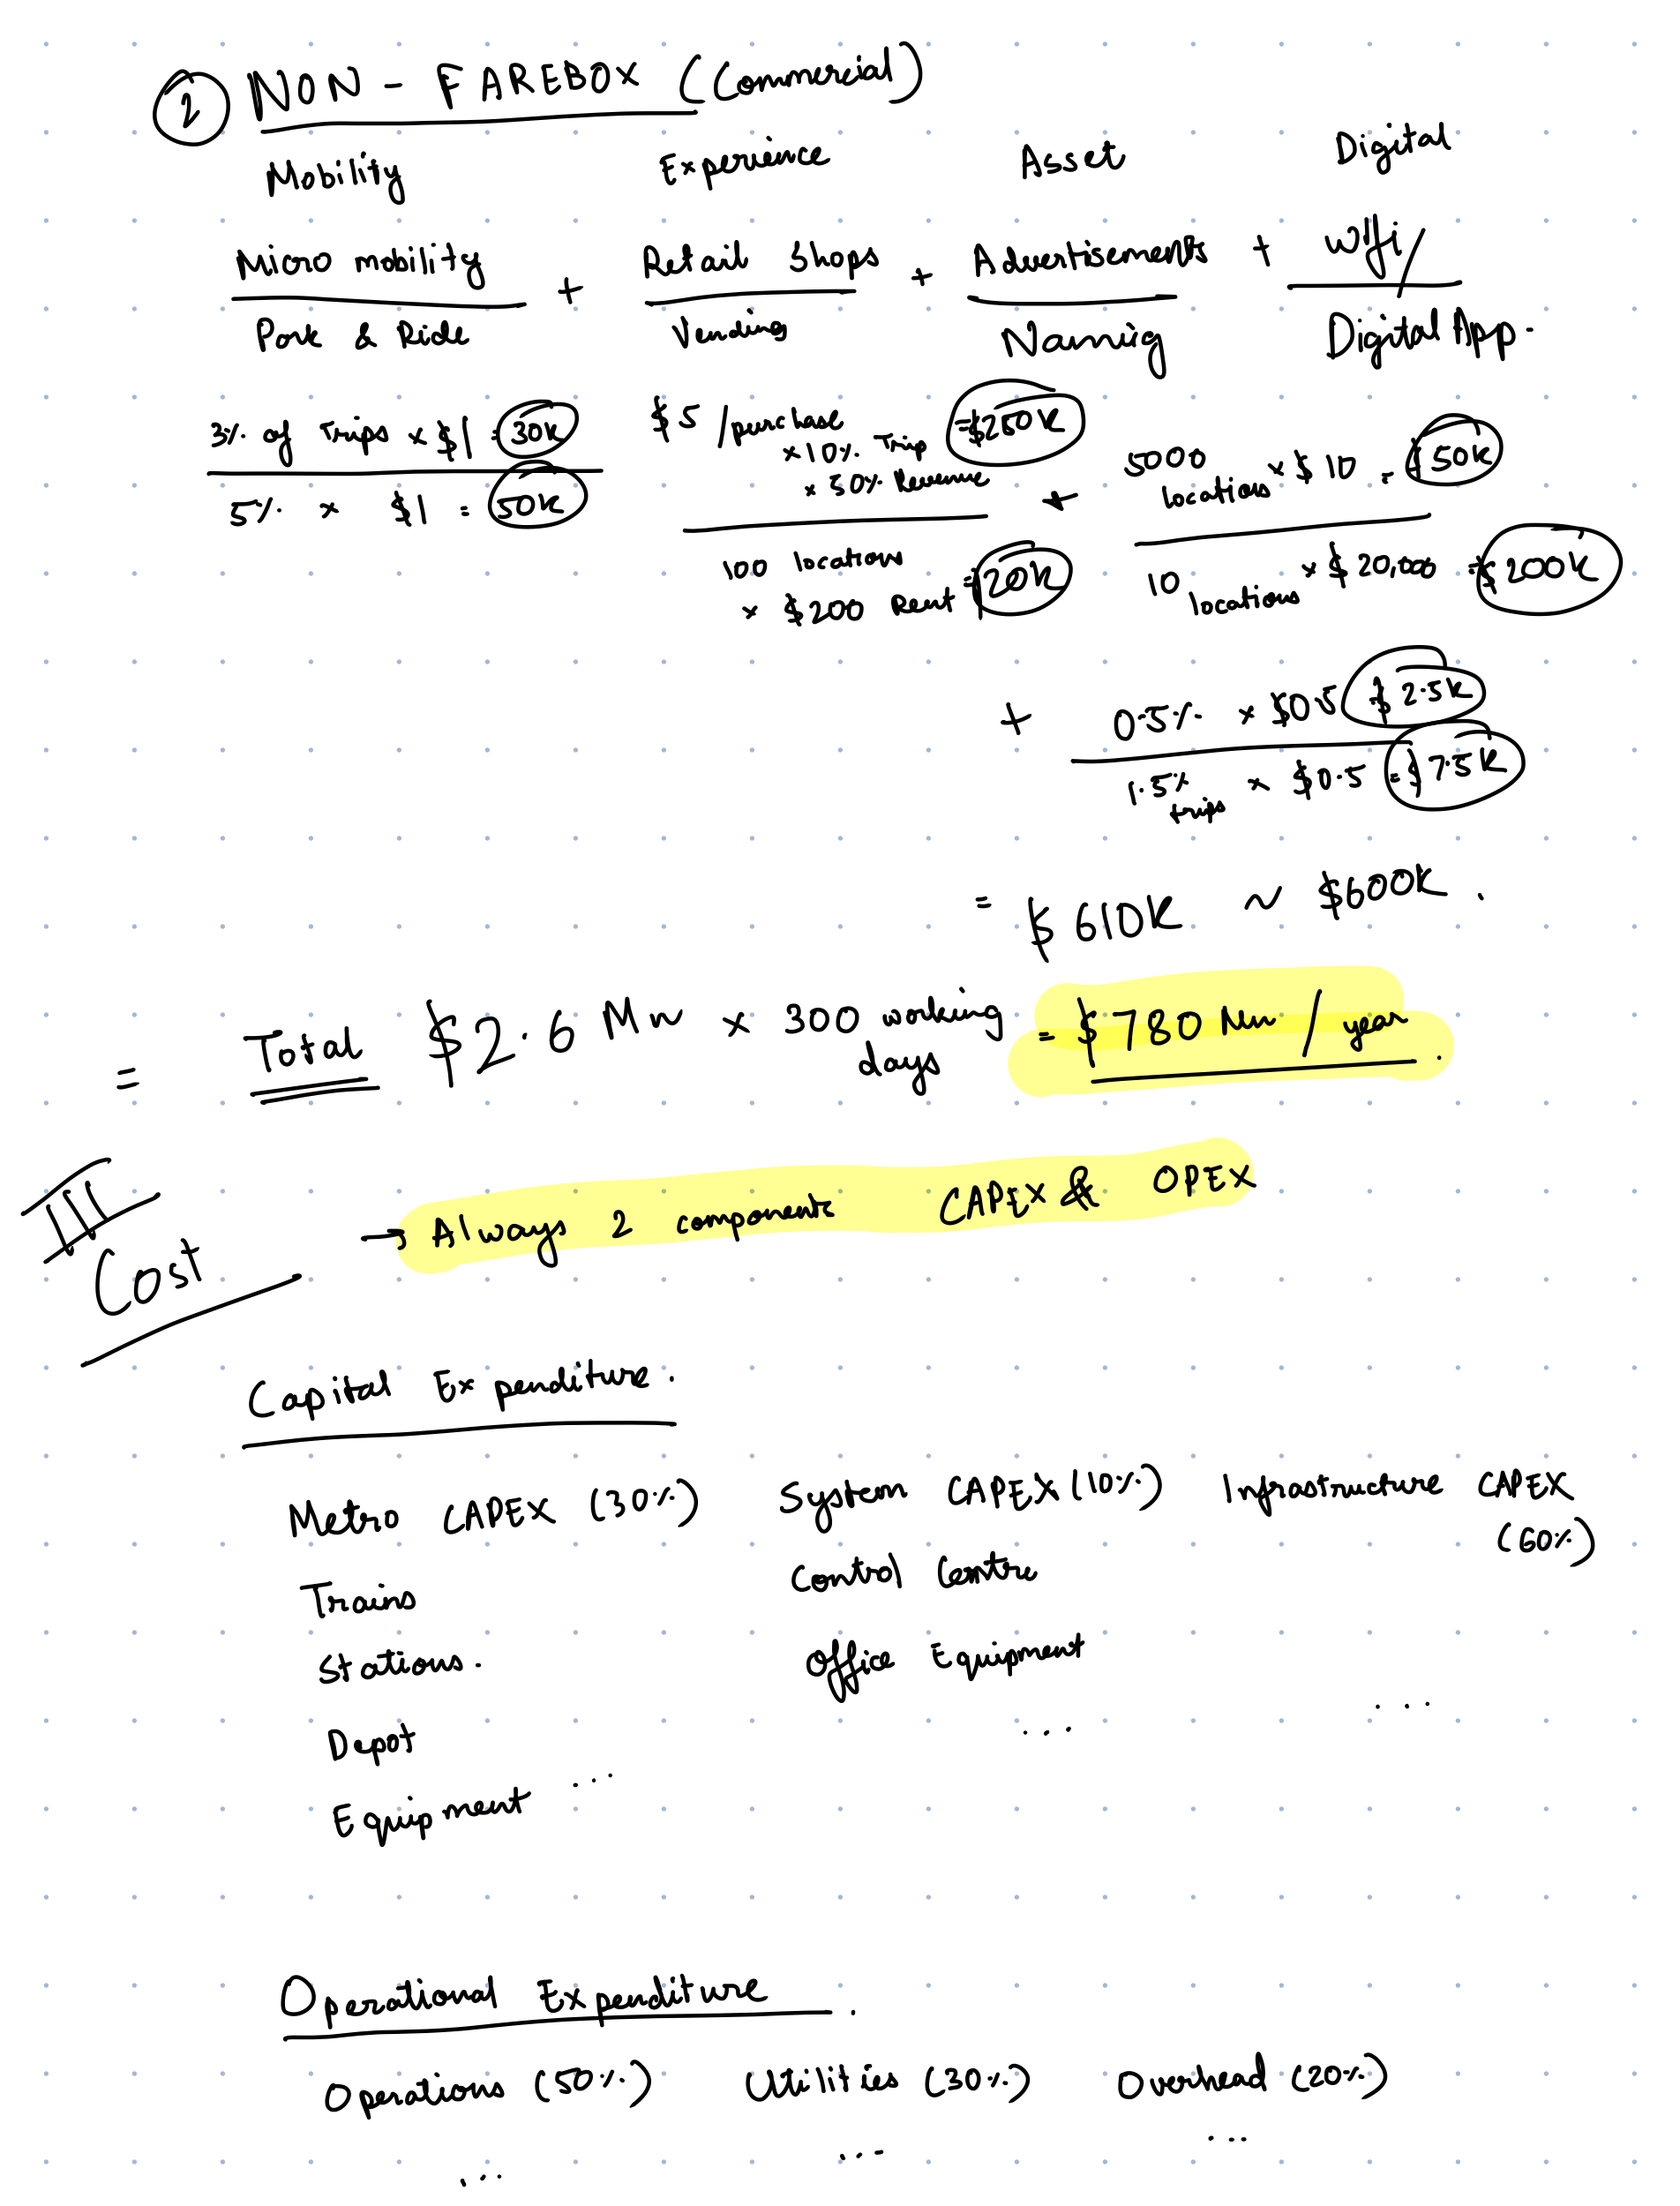 ② NON - FAREBOX (Commercial)
Mobility Experience Asset Digital
Micro mobility + Retail Shops + Advertisements + Wifi/
Park & Ride Vending Naming Digital App.
3% of Trips x $1 = 30K
5% x $1 = 50K
$5 /purchase
x 10% Trip = $250K
x 50% Revenue
100 locations
x $200 Rent = 20K
+ 5000 locations x $10 = $50K
10 locations x $20,000 = $200K
+ 0.5% x $0.5 $2.5K
1.5% trips x $0.5 = $7.5K
= $610K ~ $600K.
= Total $2.6 Mn x 300 working days = $780 Mn / year.
III
Cost → Always 2 components CAPEX & OPEX
Capital Expenditure.
Metro CAPEX (30%) System CAPEX (10%) Infrastructure CAPEX (60%)
Trains Control Centre
Stations. Office Equipment
Depot ... ...
Equipment ...
Operational Expenditure.
Operations (50%) Utilities (30%) Overhead (20%)
... ... ...